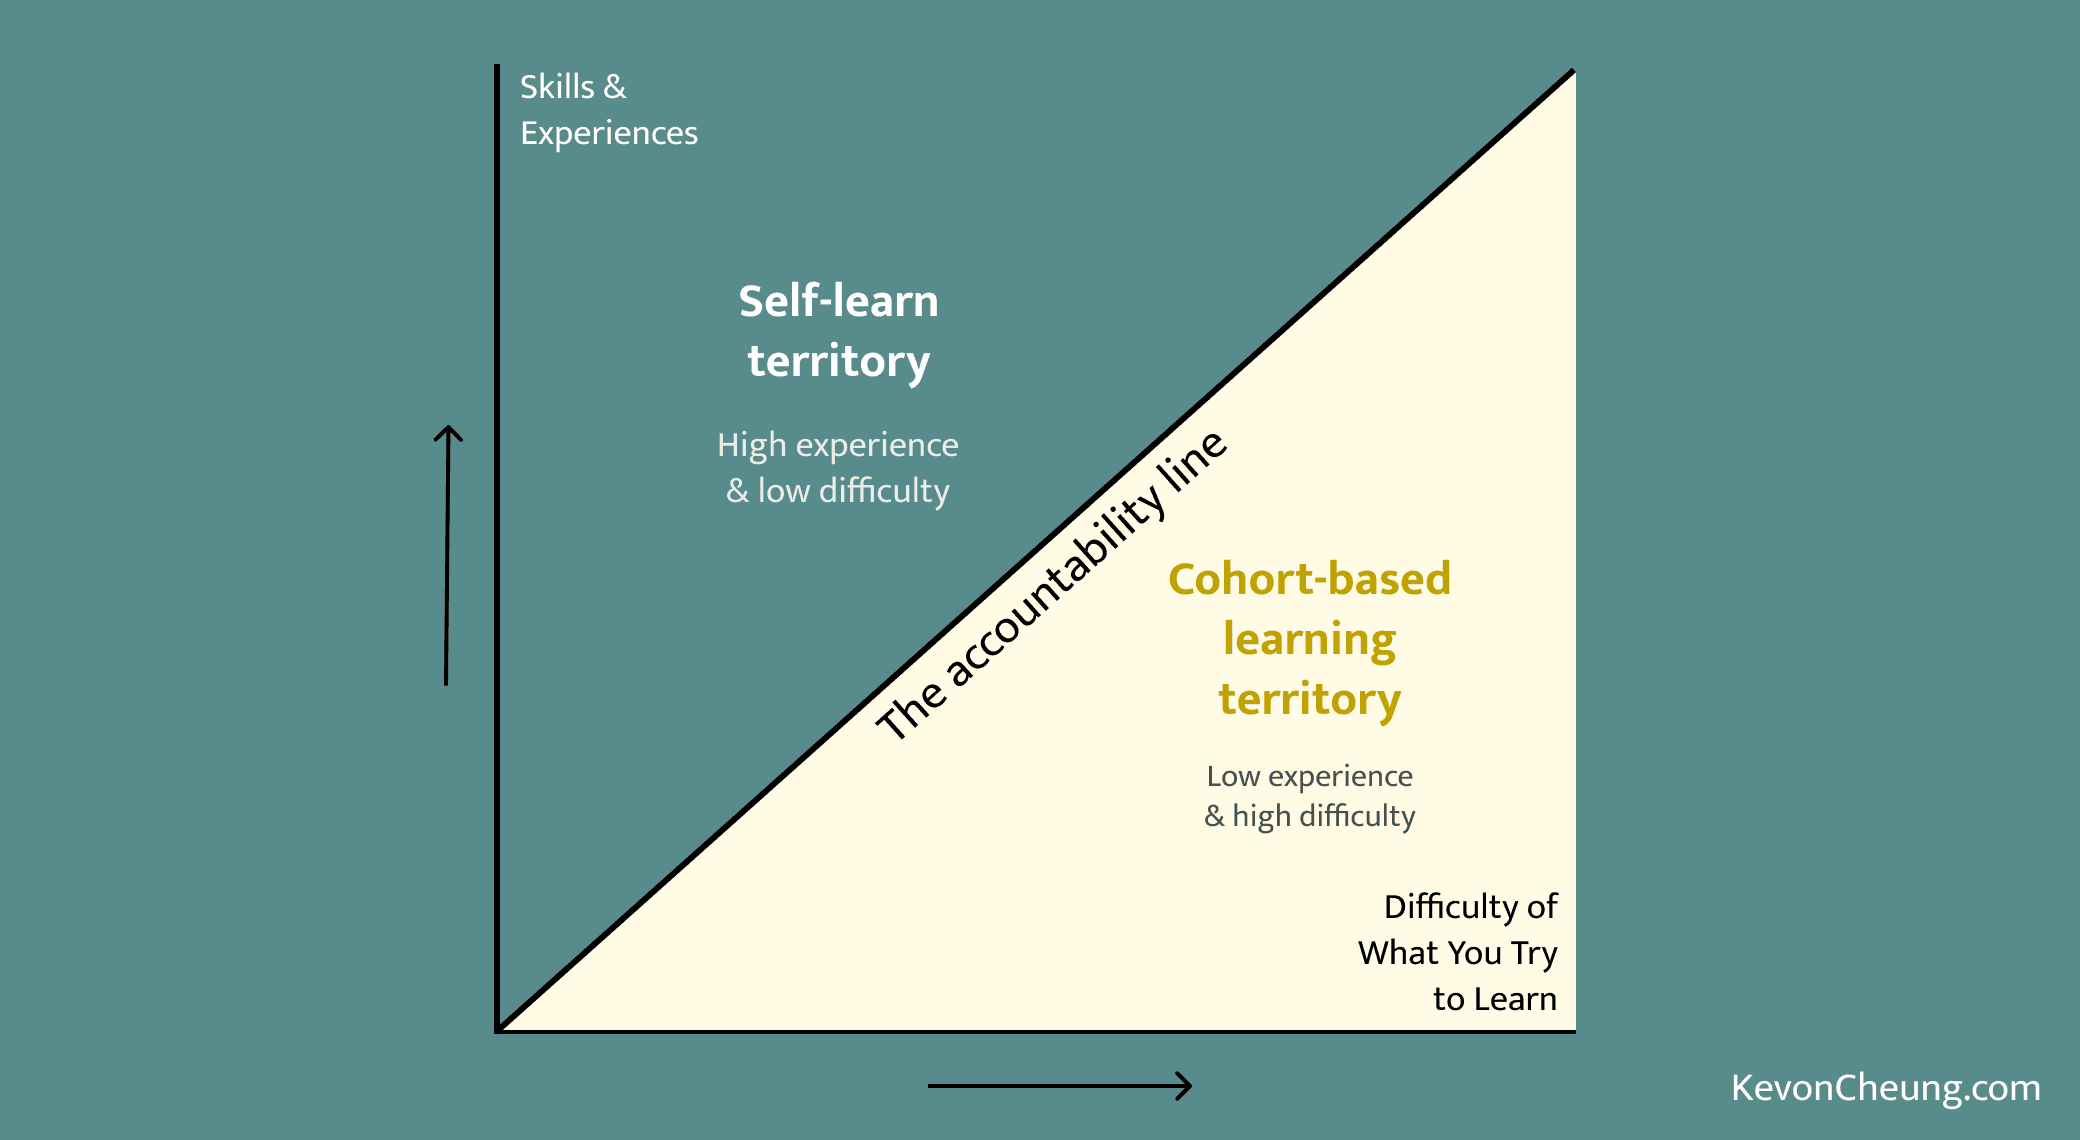 Skills &
Experiences
Self-learn
territory
High experience
& low difficulty
The accountability line
Cohort-based
learning
territory
Low experience
& high difficulty
Difficulty of
What You Try
to Learn
KevonCheung.com